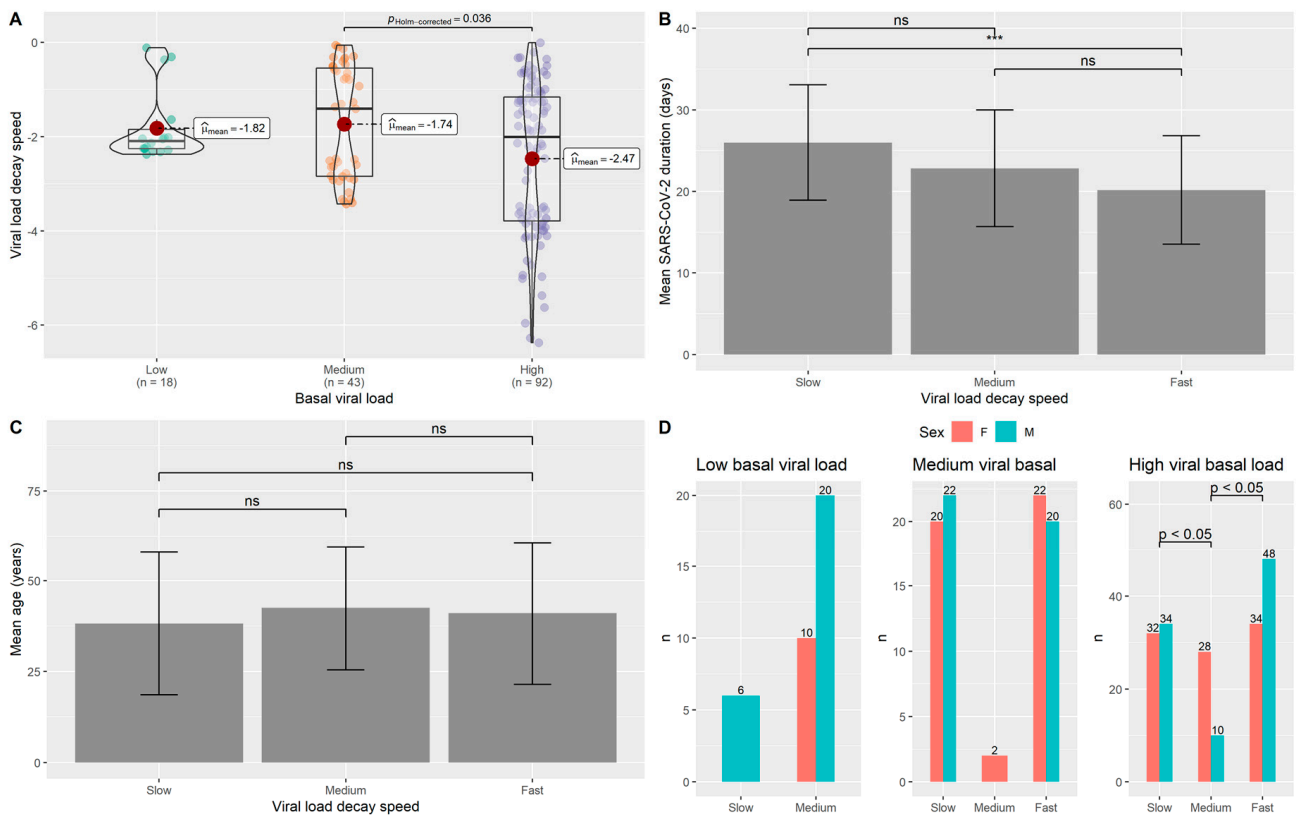 A
pHolm-corrected = 0.036
0
-2
-4
-6
Viral load decay speed
μ̂mean = -1.82
μ̂mean = -1.74
μ̂mean = -2.47
Low
(n = 18)
Medium
(n = 43)
High
(n = 92)
Basal viral load
B
ns
***
ns
40
30
20
10
0
Mean SARS-CoV-2 duration (days)
Slow
Medium
Fast
Viral load decay speed
C
ns
ns
ns
75
50
25
0
Mean age (years)
Slow
Medium
Fast
Viral load decay speed
D
Sex F M
Low basal viral load
20
15
10
5
0
n
6
10
20
Slow
Medium
Medium viral basal
20
15
10
5
0
n
20
22
2
22
20
Slow
Medium
Fast
High viral basal load
p < 0.05
p < 0.05
60
40
20
0
n
32
34
28
10
34
48
Slow
Medium
Fast